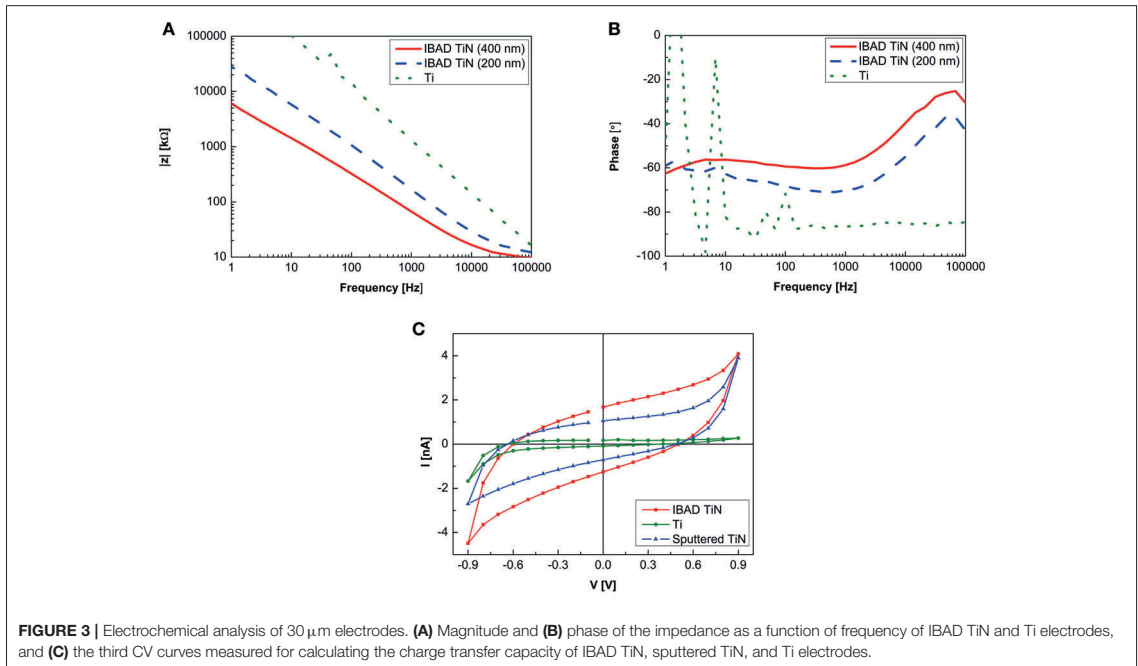 A
100000
10000
1000
100
10
|z| [kΩ]
IBAD TiN (400 nm)
IBAD TiN (200 nm)
Ti
1 10 100 1000 10000 100000
Frequency [Hz]
B
0
-20
-40
-60
-80
-100
Phase [°]
IBAD TiN (400 nm)
IBAD TiN (200 nm)
Ti
1 10 100 1000 10000 100000
Frequency [Hz]
C
4
2
0
-2
-4
I [nA]
IBAD TiN
Ti
Sputtered TiN
-0.9 -0.6 -0.3 0.0 0.3 0.6 0.9
V [V]
FIGURE 3 | Electrochemical analysis of 30 μm electrodes. (A) Magnitude and (B) phase of the impedance as a function of frequency of IBAD TiN and Ti electrodes,
and (C) the third CV curves measured for calculating the charge transfer capacity of IBAD TiN, sputtered TiN, and Ti electrodes.